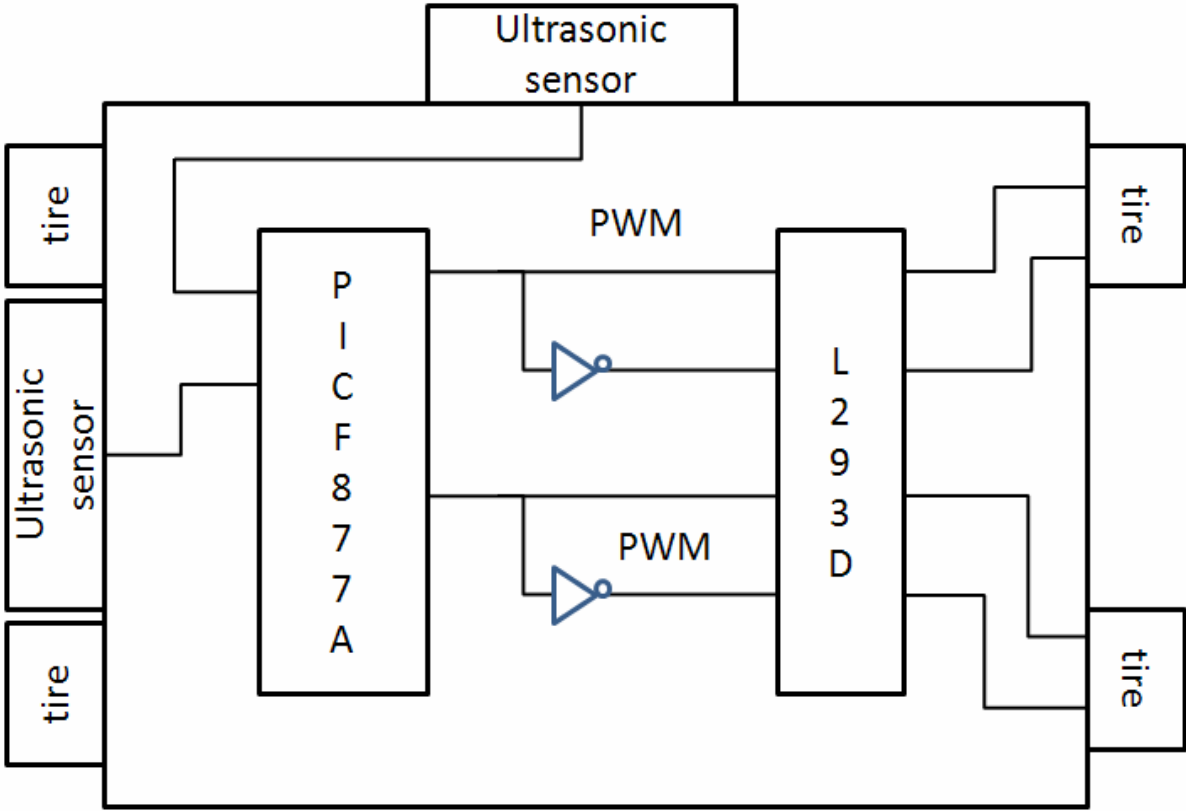 Ultrasonic
sensor
tire
tire
PWM
P
I
C
F
8
7
7
A
L
2
9
3
D
Ultrasonic
sensor
PWM
tire
tire